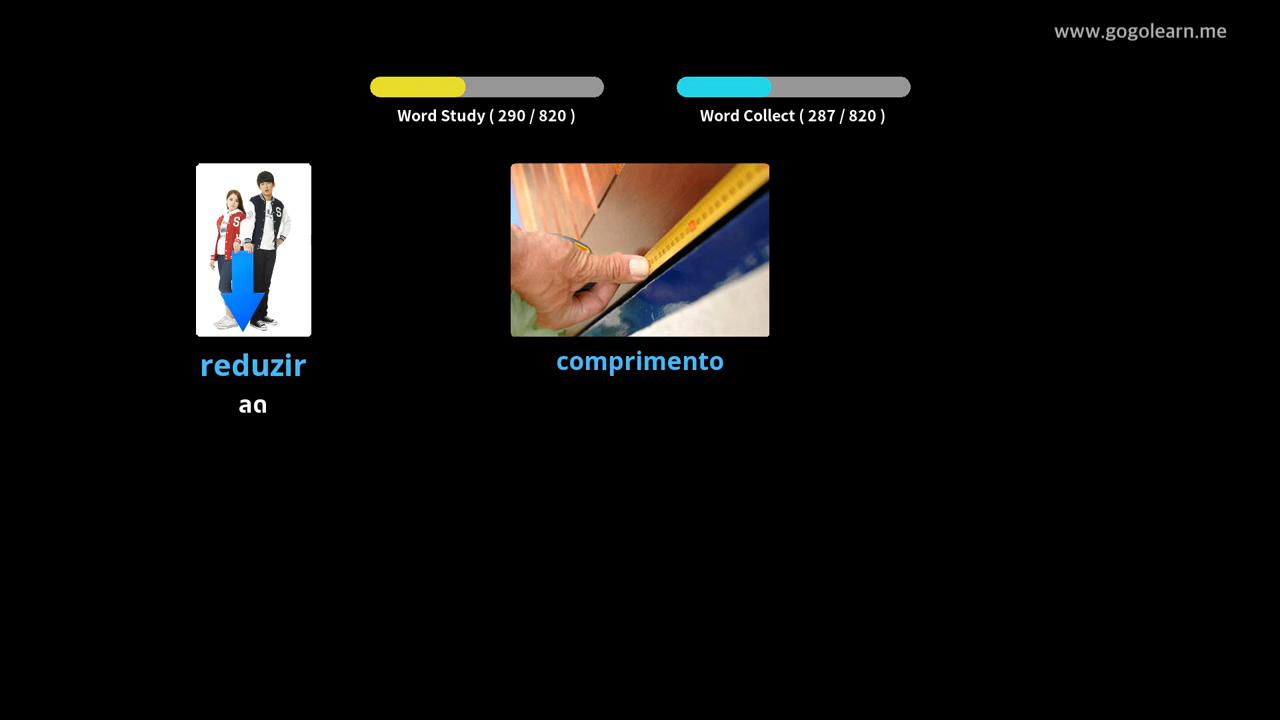 www.gogolearn.me
Word Study ( 290 / 820 )
Word Collect ( 287 / 820 )
reduzir
ลด
comprimento